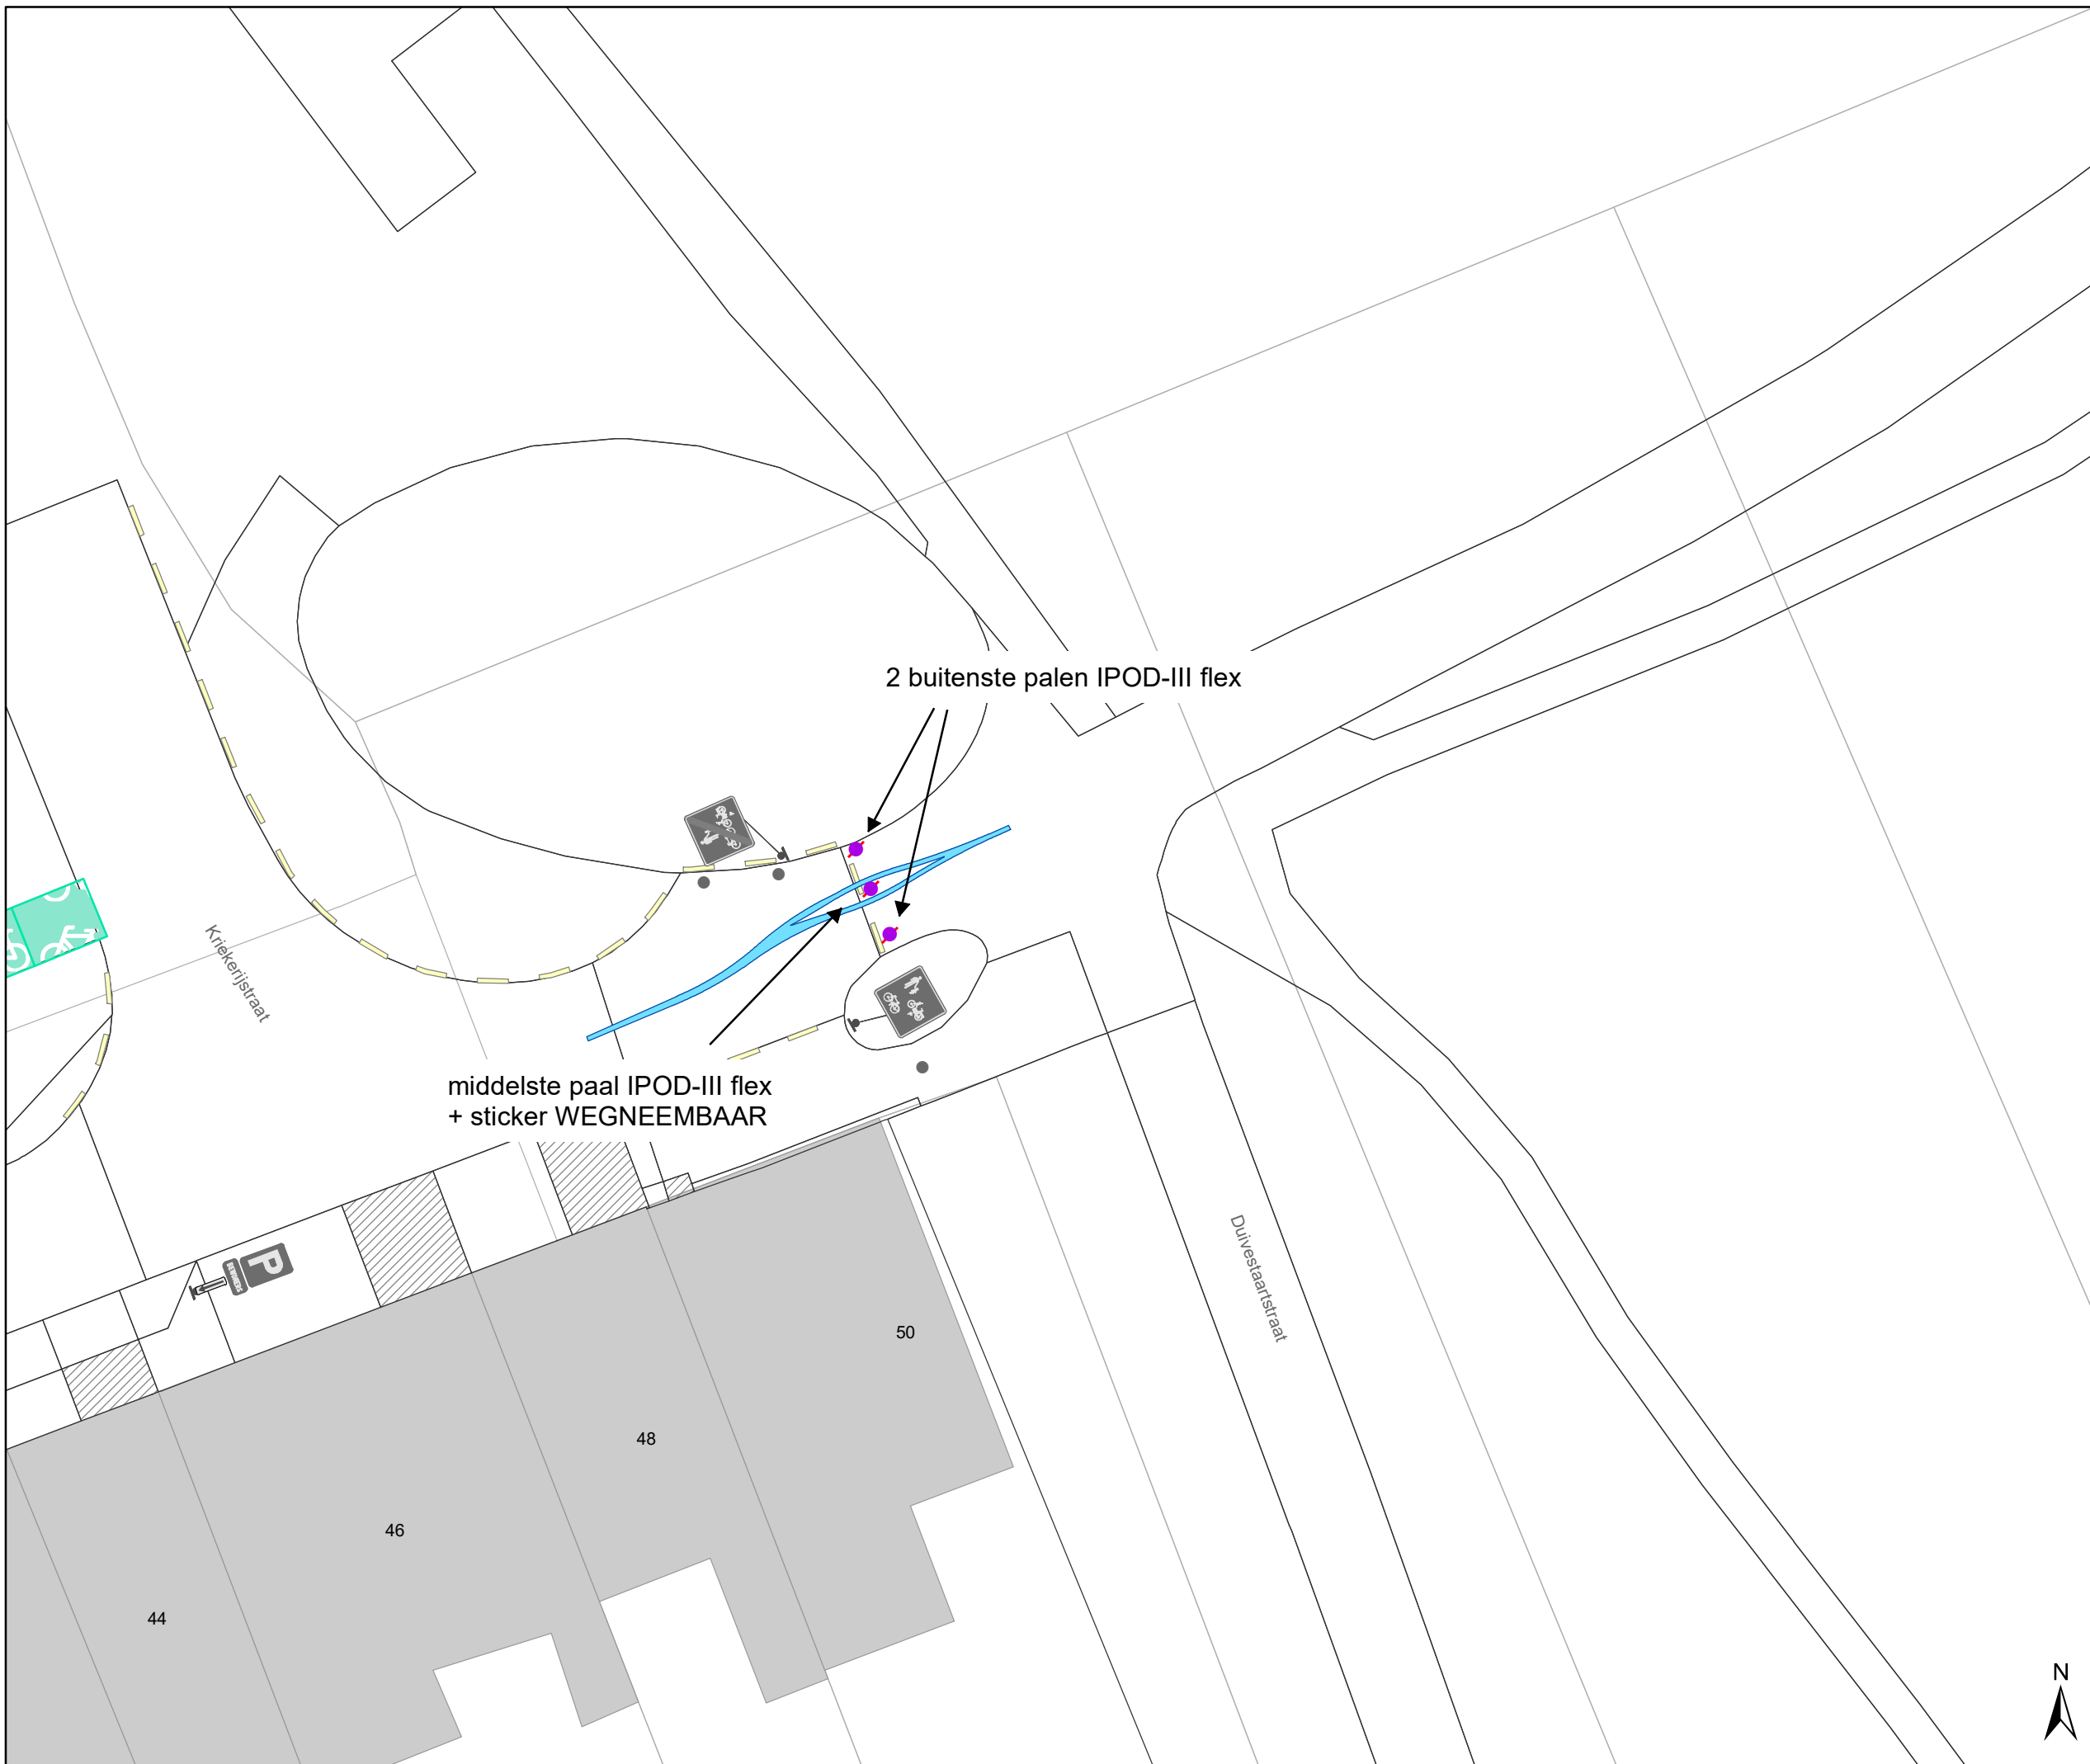 2 buitenste palen IPOD-III flex
Kriekerijstraat
middelste paal IPOD-III flex
+ sticker WEGNEEMBAAR
P
BEWONERS
Duivestaartstraat
50
48
46
44
N